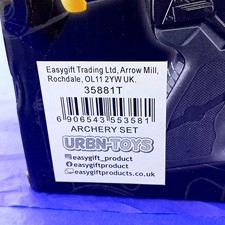 Easygift Trading Ltd, Arrow Mill,
Rochdale, OL11 2YW UK.
35881T
6 906543 553581
ARCHERY SET
URBN-TOYS
easygift_product
easygift_products
easygiftproducts.co.uk